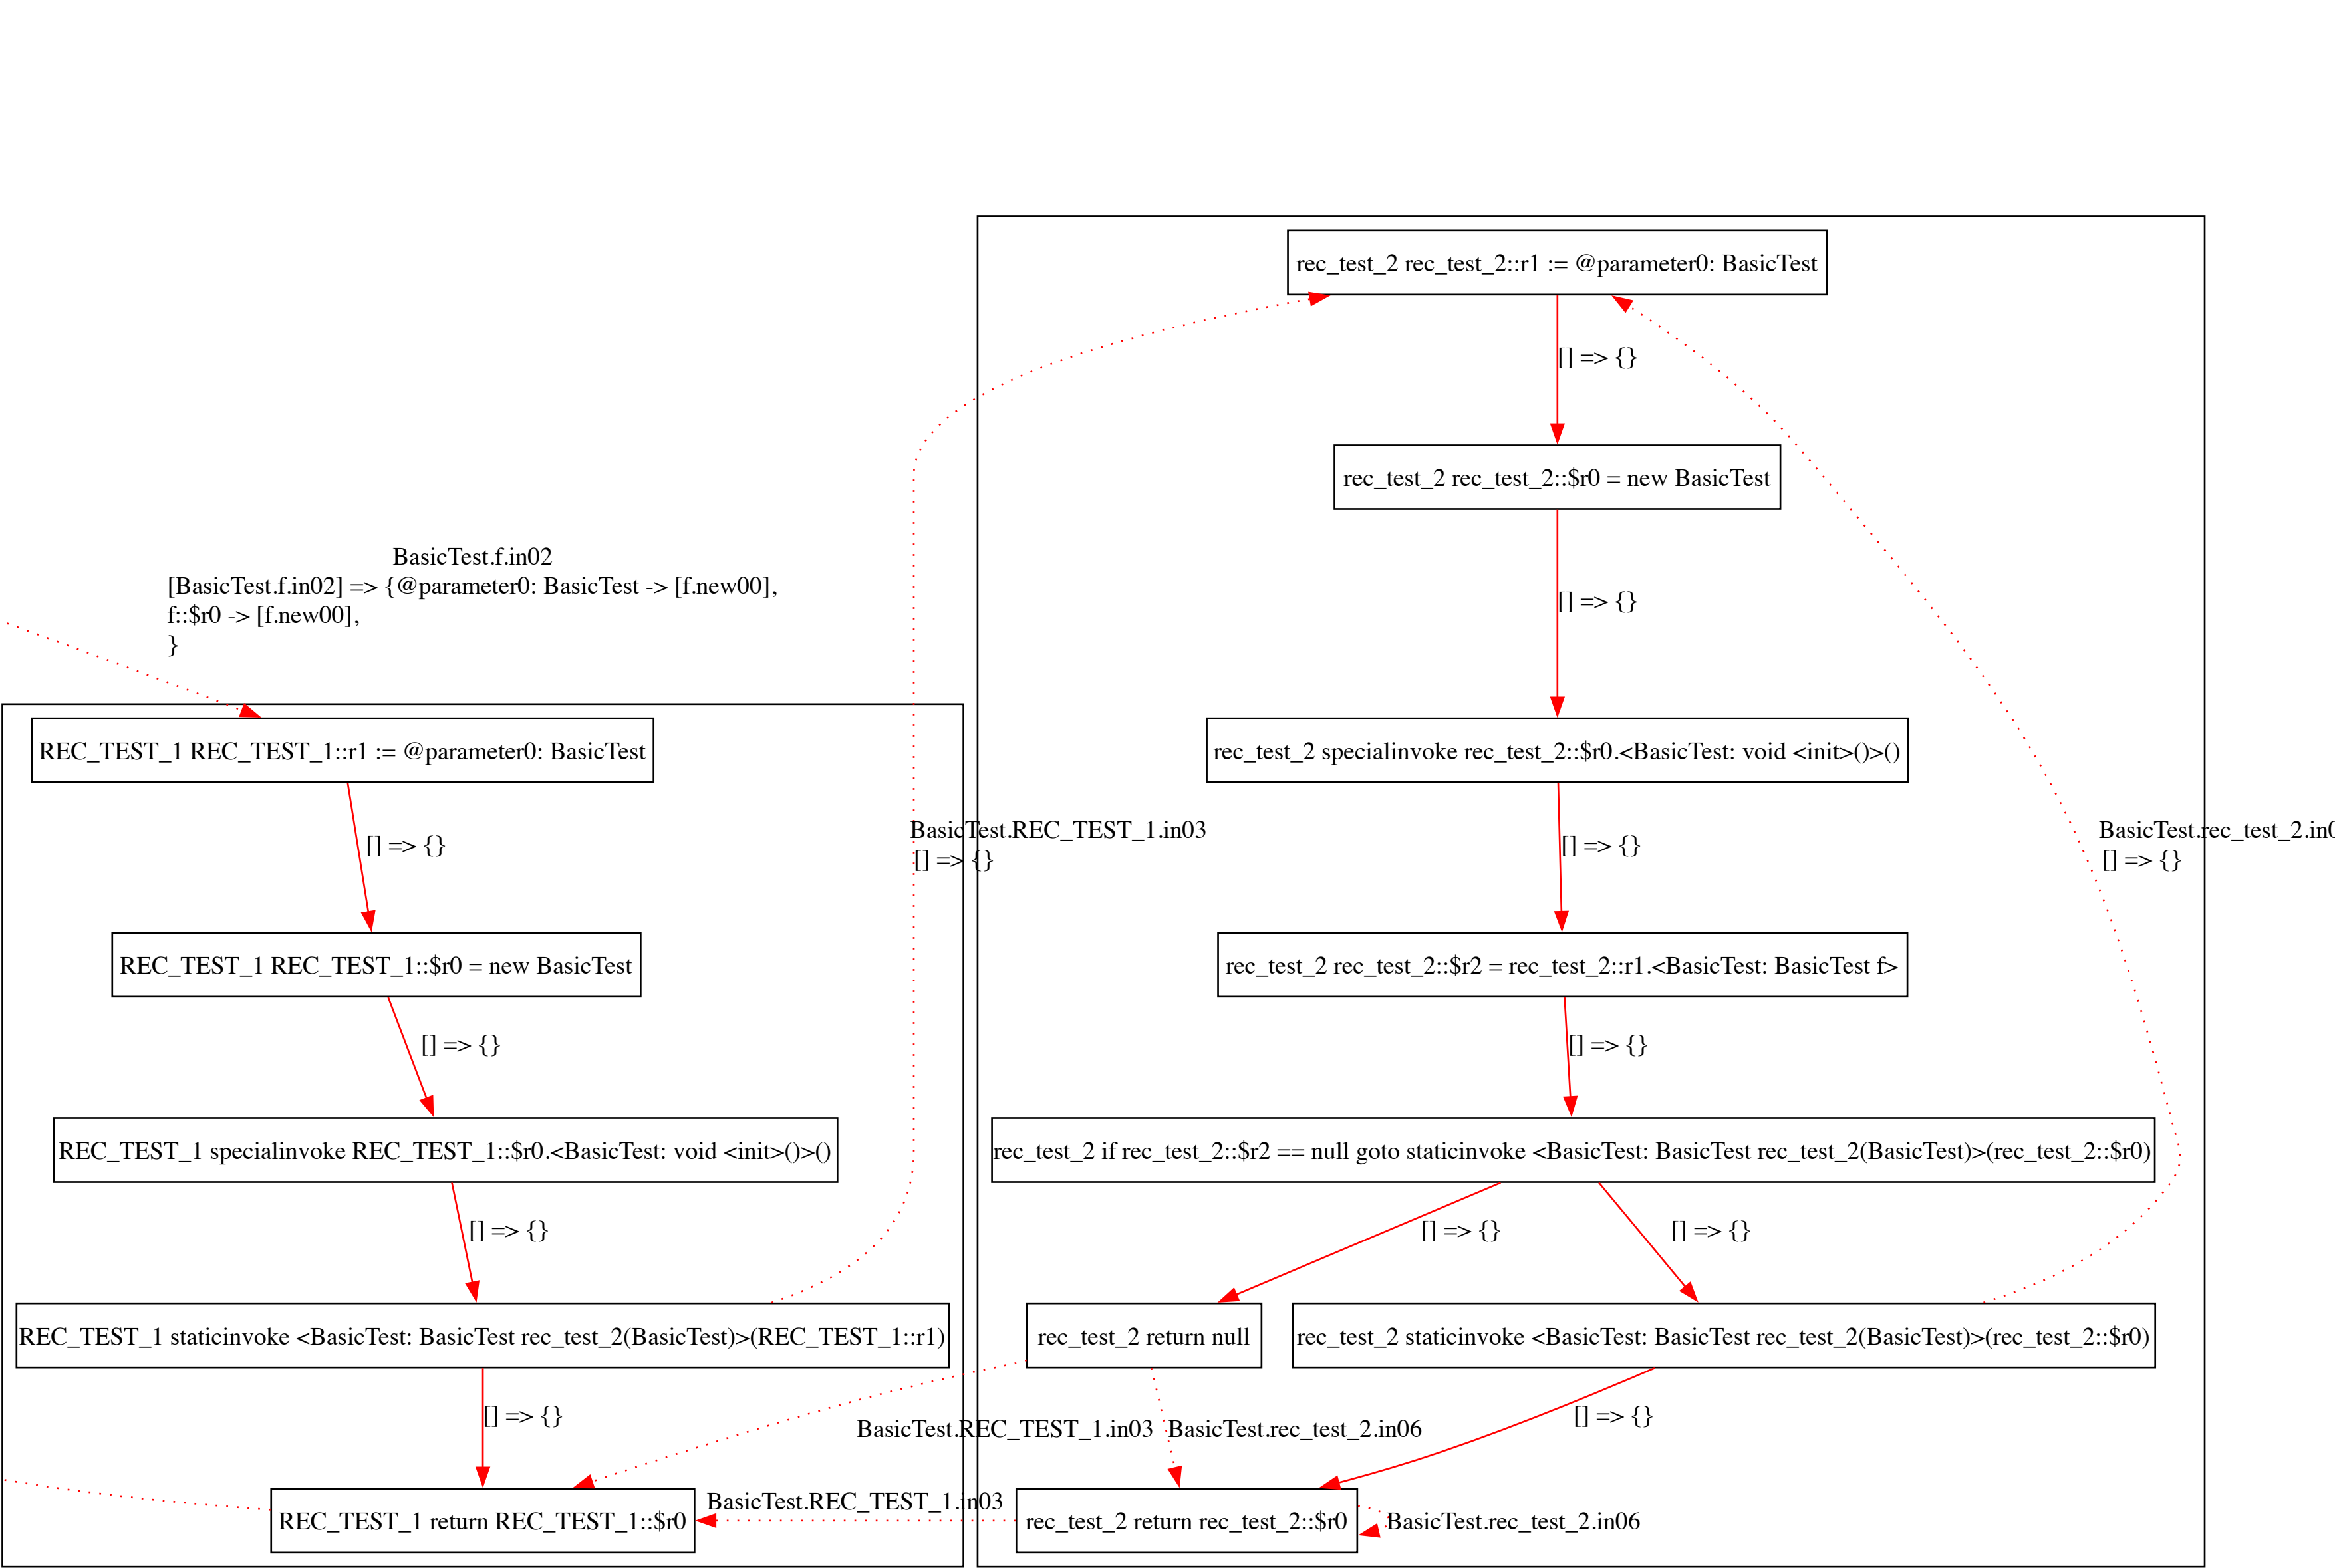 rec_test_2 rec_test_2::r1 := @parameter0: BasicTest
[] => {}
rec_test_2 rec_test_2::$r0 = new BasicTest
BasicTest.f.in02
[BasicTest.f.in02] => {@parameter0: BasicTest -> [f.new00],
f::$r0 -> [f.new00],
}
[] => {}
REC_TEST_1 REC_TEST_1::r1 := @parameter0: BasicTest
rec_test_2 specialinvoke rec_test_2::$r0.<BasicTest: void <init>()>()
[] => {}
BasicTest.REC_TEST_1.in03
[] => {}
[] => {}
BasicTest.rec_test_2.in0
[] => {}
REC_TEST_1 REC_TEST_1::$r0 = new BasicTest
rec_test_2 rec_test_2::$r2 = rec_test_2::r1.<BasicTest: BasicTest f>
[] => {}
[] => {}
REC_TEST_1 specialinvoke REC_TEST_1::$r0.<BasicTest: void <init>()>()
rec_test_2 if rec_test_2::$r2 == null goto staticinvoke <BasicTest: BasicTest rec_test_2(BasicTest)>(rec_test_2::$r0)
[] => {}
[] => {}
[] => {}
REC_TEST_1 staticinvoke <BasicTest: BasicTest rec_test_2(BasicTest)>(REC_TEST_1::r1)
rec_test_2 return null
rec_test_2 staticinvoke <BasicTest: BasicTest rec_test_2(BasicTest)>(rec_test_2::$r0)
[] => {}
BasicTest.REC_TEST_1.in03
BasicTest.rec_test_2.in06
[] => {}
REC_TEST_1 return REC_TEST_1::$r0
BasicTest.REC_TEST_1.in03
rec_test_2 return rec_test_2::$r0
BasicTest.rec_test_2.in06